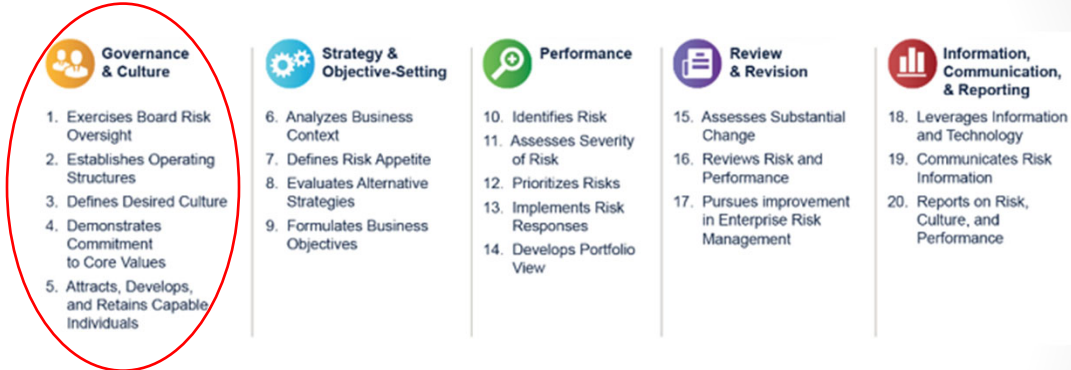 Governance
& Culture
1. Exercises Board Risk
Oversight
2. Establishes Operating
Structures
3. Defines Desired Culture
4. Demonstrates
Commitment
to Core Values
5. Attracts, Develops,
and Retains Capable
Individuals
Strategy &
Objective-Setting
6. Analyzes Business
Context
7. Defines Risk Appetite
8. Evaluates Alternative
Strategies
9. Formulates Business
Objectives
Performance
10. Identifies Risk
11. Assesses Severity
of Risk
12. Prioritizes Risks
13. Implements Risk
Responses
14. Develops Portfolio
View
Review
& Revision
15. Assesses Substantial
Change
16. Reviews Risk and
Performance
17. Pursues improvement
in Enterprise Risk
Management
Information,
Communication,
& Reporting
18. Leverages Information
and Technology
19. Communicates Risk
Information
20. Reports on Risk,
Culture, and
Performance